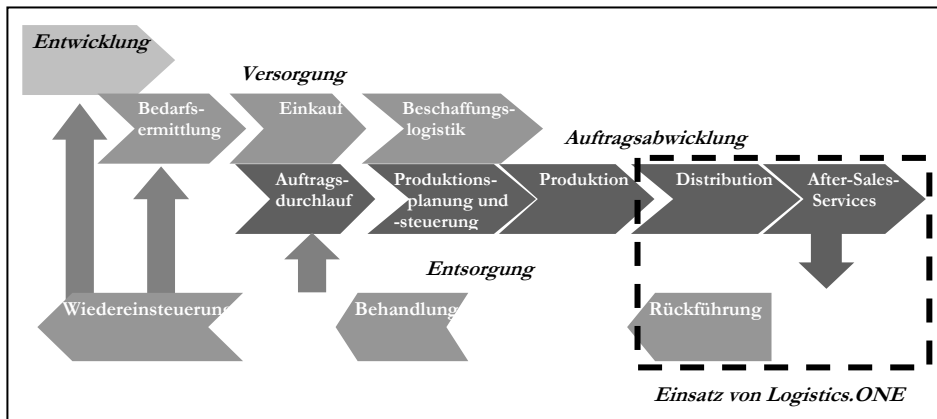 Entwicklung
Versorgung
Bedarfs-
ermittlung
Einkauf
Beschaffungs-
logistik
Auftragsabwicklung
Auftrags-
durchlauf
Produktions-
planung und
-steuerung
Produktion
Distribution
After-Sales-
Services
Entsorgung
Wiedereinsteuerung
Behandlung
Rückführung
Einsatz von Logistics.ONE